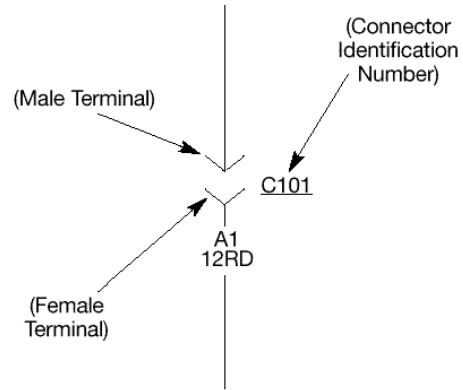 (Connector
Identification
Number)
(Male Terminal)
C101
A1
12RD
(Female
Terminal)